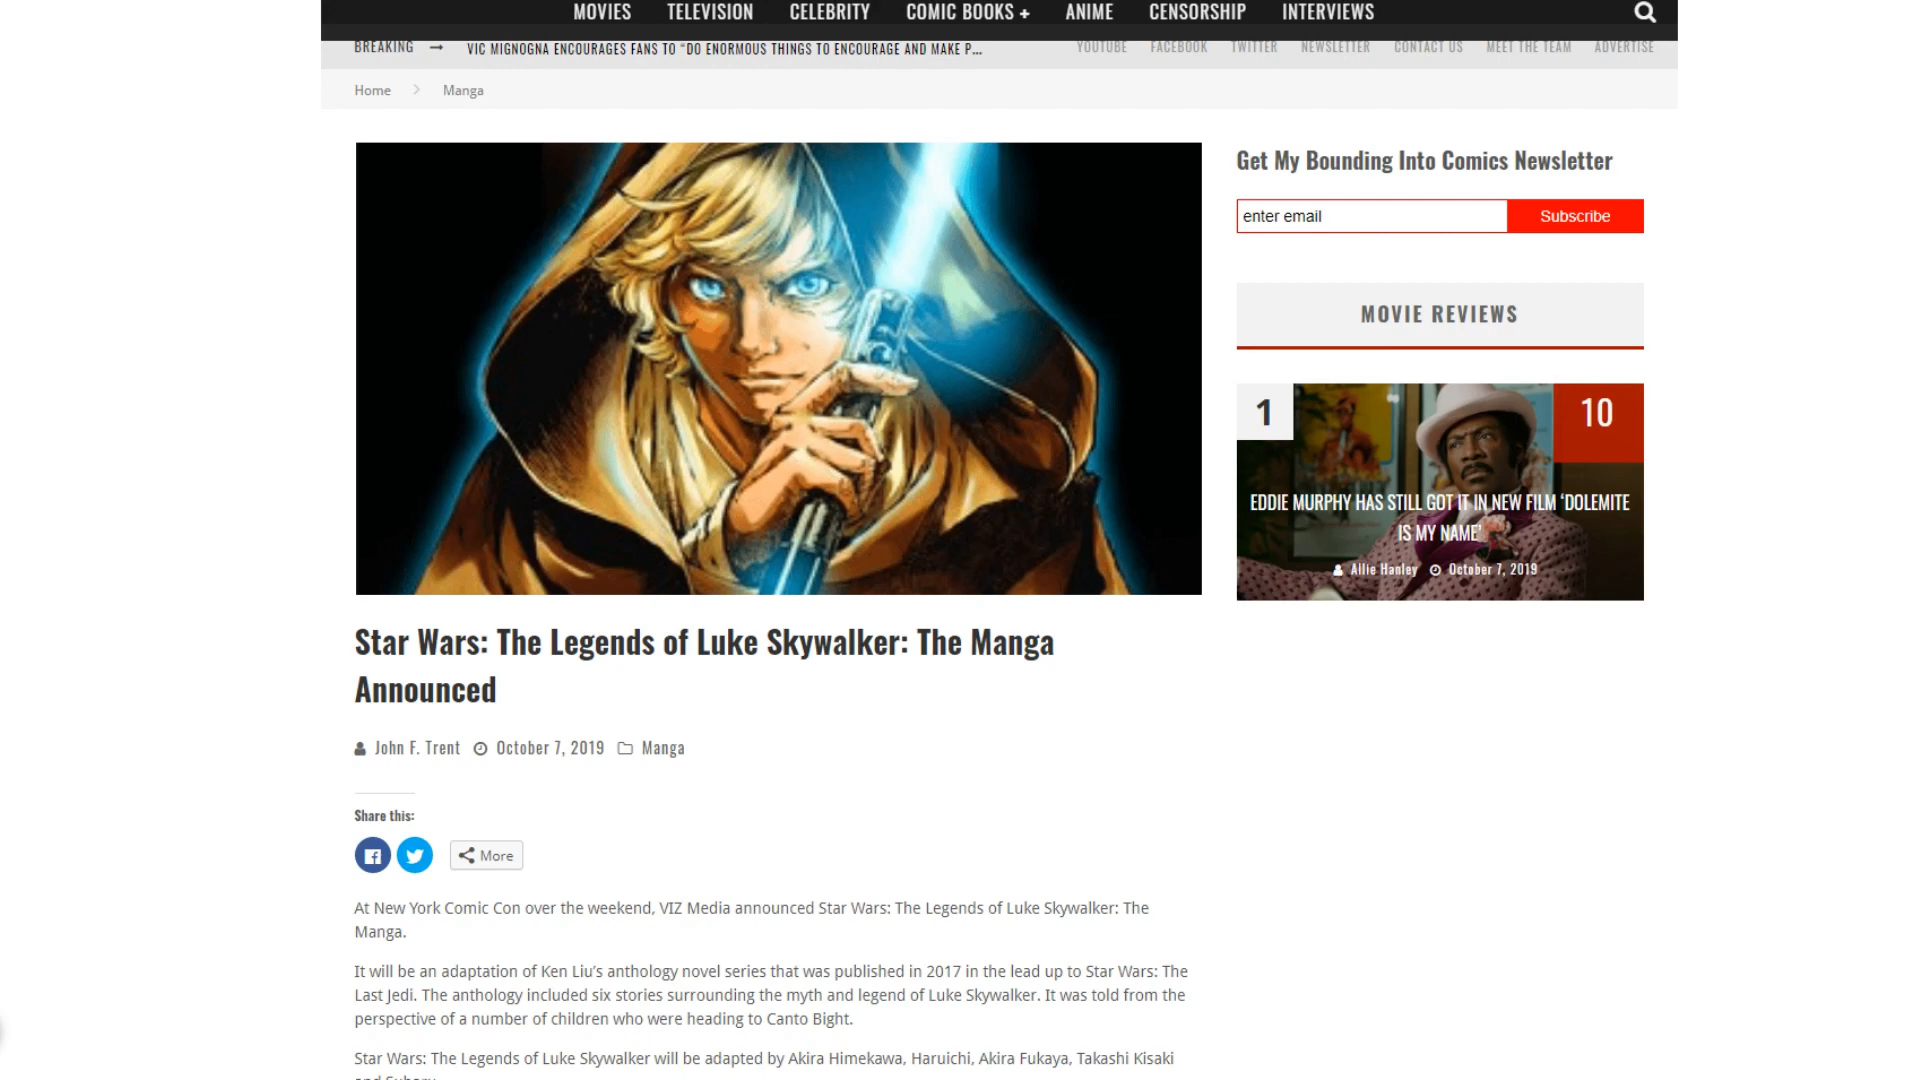 MOVIES TELEVISION CELEBRITY COMIC BOOKS + ANIME CENSORSHIP INTERVIEWS
BREAKING → VIC MIGNOGNA ENCOURAGES FANS TO “DO ENORMOUS THINGS TO ENCOURAGE AND MAKE P... YOUTUBE FACEBOOK TWITTER NEWSLETTER CONTACT US MEET THE TEAM ADVERTISE
Home > Manga
Star Wars: The Legends of Luke Skywalker: The Manga
Announced
John F. Trent October 7, 2019 Manga
Share this:
More
At New York Comic Con over the weekend, VIZ Media announced Star Wars: The Legends of Luke Skywalker: The
Manga.
It will be an adaptation of Ken Liu’s anthology novel series that was published in 2017 in the lead up to Star Wars: The
Last Jedi. The anthology included six stories surrounding the myth and legend of Luke Skywalker. It was told from the
perspective of a number of children who were heading to Canto Bight.
Star Wars: The Legends of Luke Skywalker will be adapted by Akira Himekawa, Haruichi, Akira Fukaya, Takashi Kisaki
Get My Bounding Into Comics Newsletter
enter email Subscribe
MOVIE REVIEWS
1 10
EDDIE MURPHY HAS STILL GOT IT IN NEW FILM ‘DOLEMITE
IS MY NAME’
Allie Hanley October 7, 2019